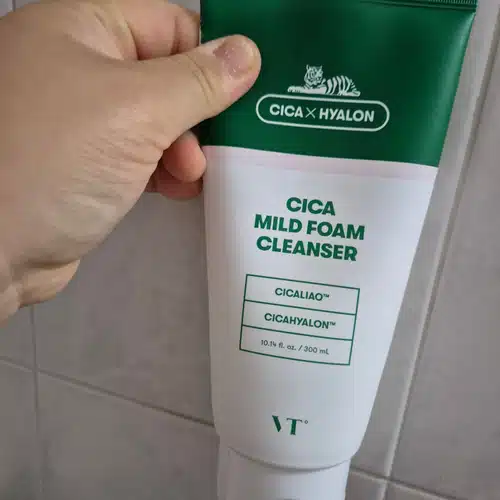 CICA × HYALON
CICA
MILD FOAM
CLEANSER
CICALIAO™
CICAHYALON™
10.14 fl. oz. / 300 mL
VT